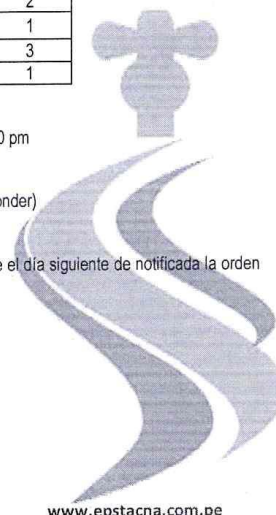 2
1
3
1
0 pm
onder)
e el día siguiente de notificada la orden
www.epstacna.com.pe